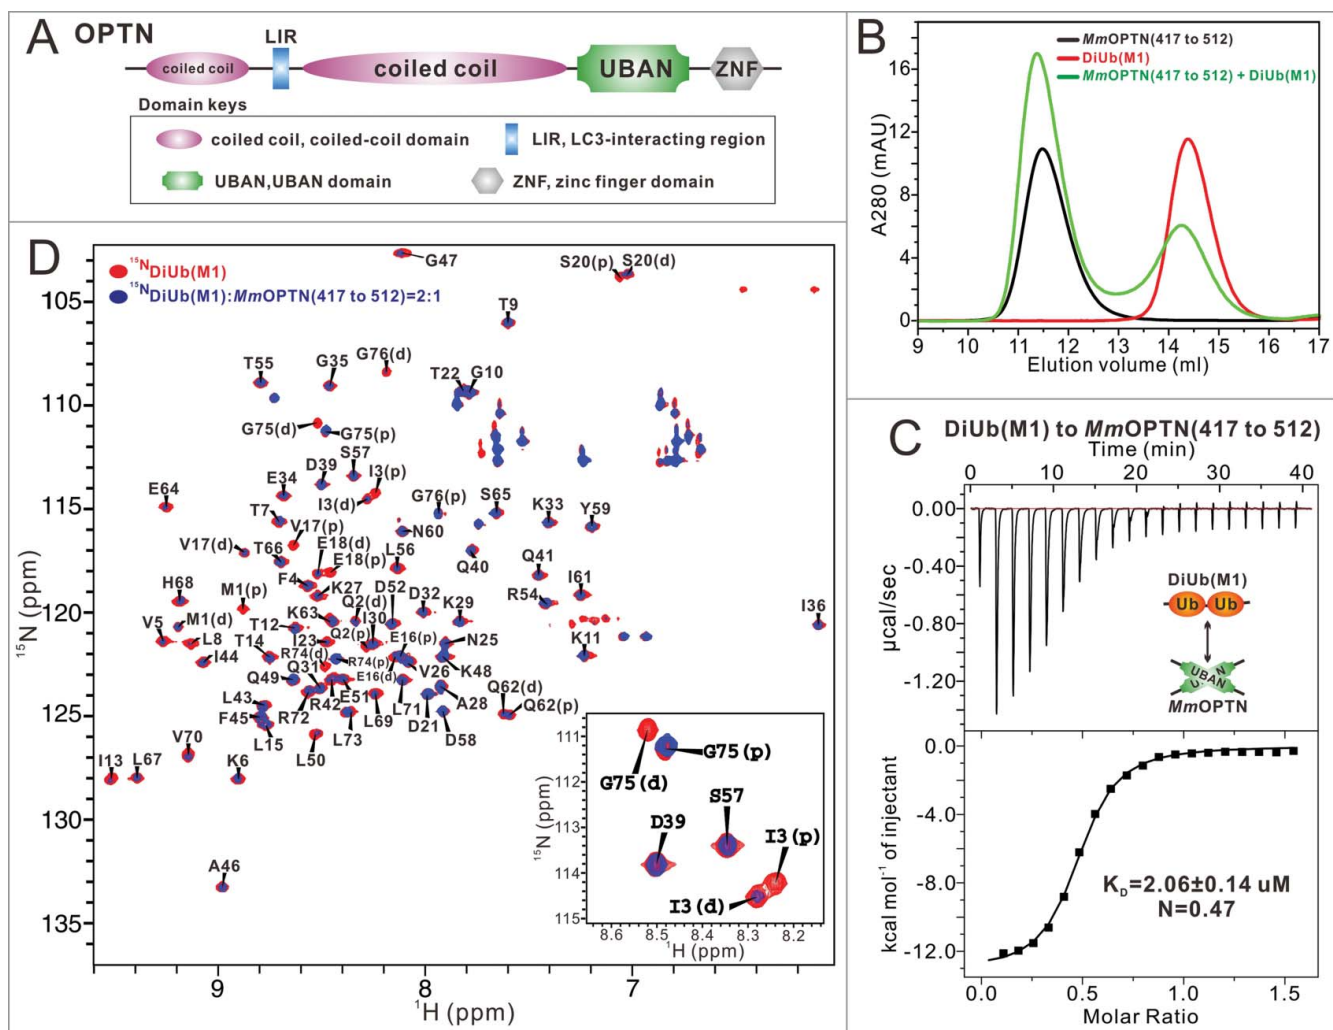 A OPTN
LIR
coiled coil
coiled coil
UBAN
ZNF
Domain keys
coiled coil, coiled-coil domain
LIR, LC3-interacting region
UBAN,UBAN domain
ZNF, zinc finger domain
B
MmOPTN(417 to 512)
DiUb(M1)
MmOPTN(417 to 512) + DiUb(M1)
A280 (mAU)
16
12
8
4
0
9 10 11 12 13 14 15 16 17
Elution volume (ml)
C
DiUb(M1) to MmOPTN(417 to 512)
Time (min)
0 10 20 30 40
0.00
-0.40
-0.80
-1.20
µcal/sec
DiUb(M1)
Ub Ub
UBAN
MmOPTN
0.0
-4.0
-8.0
-12.0
kcal mol⁻¹ of injectant
K_D=2.06±0.14 uM
N=0.47
0.0 0.5 1.0 1.5
Molar Ratio
D
¹⁵NDiUb(M1)
¹⁵NDiUb(M1):MmOPTN(417 to 512)=2:1
105
110
115
120
125
130
135
¹⁵N (ppm)
9 8 7
¹H (ppm)
G47
S20(p) S20(d)
T9
T55
G35
G76(d)
T22
G10
G75(d)
G75(p)
S57
D39
E34
I3(p)
I3(d)
E64
T7
G76(p)
S65
K33
Y59
V17(p)
N60
V17(d)
T66
E18(d)
E18(p)
L56
Q40
Q41
I61
F4
K27
H68
M1(p)
D52
D32
R54
I36
K63
Q2(d)
I30
K29
V5
M1(d)
T12
Q2(p)
E16(p)
N25
K11
L8
T14
I23
R74(d)
R74(p)
I44
Q31
E16(d)
V26
K48
Q49
R42
E51
L71
A28
Q62(d)
Q62(p)
L43
R72
L69
D21
F45
L15
L73
D58
L50
V70
I13
L67
K6
A46
111
112
113
114
115
¹⁵N (ppm)
G75(p)
G75(d)
S57
D39
I3(p)
I3(d)
8.6 8.5 8.4 8.3 8.2
¹H (ppm)